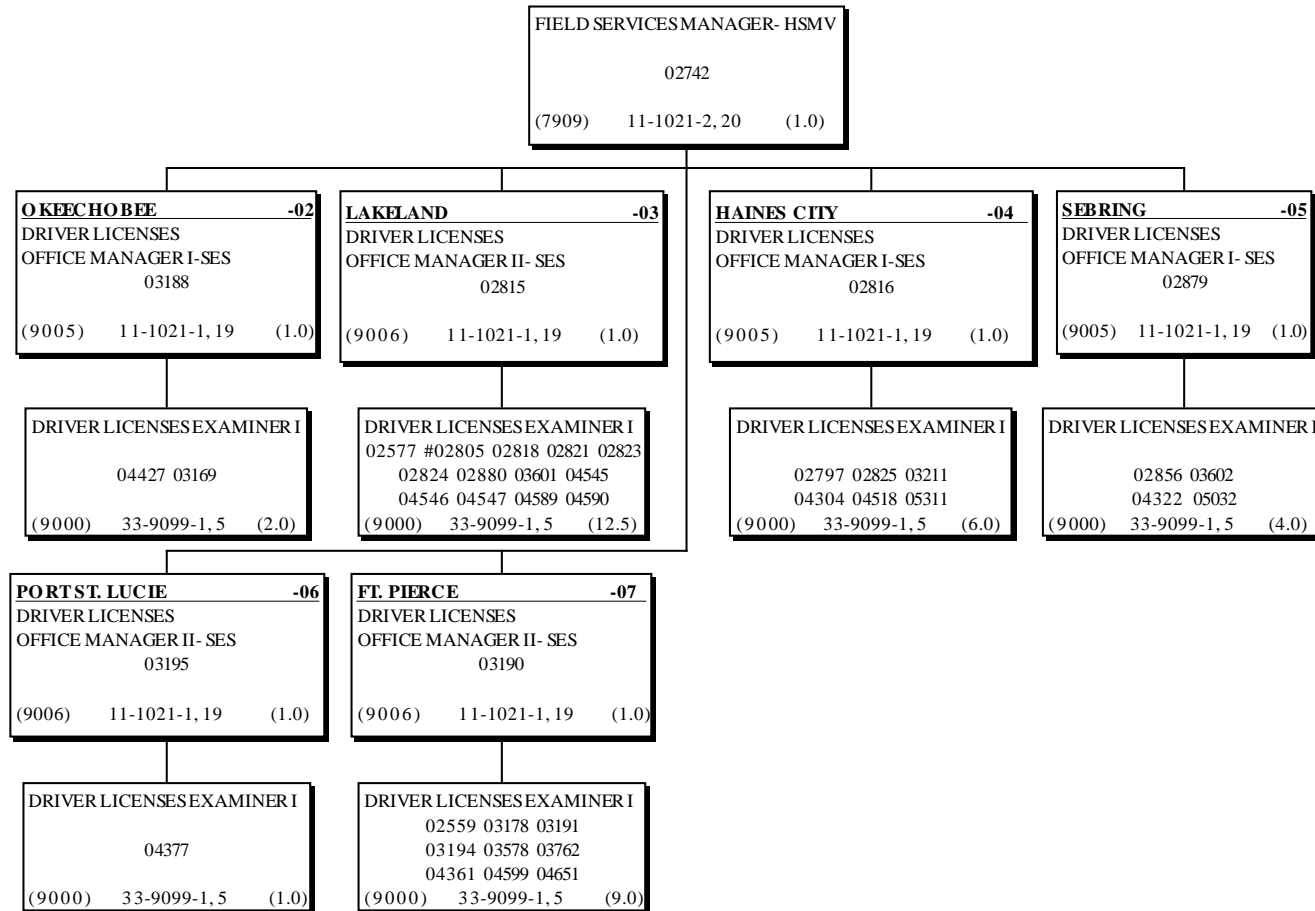 FIELD SERVICES MANAGER- HSMV
02742
(7909) 11-1021-2, 20 (1.0)
OKEECHOBEE -02
DRIVER LICENSES
OFFICE MANAGER I-SES
03188
(9005) 11-1021-1, 19 (1.0)
LAKELAND -03
DRIVER LICENSES
OFFICE MANAGER II- SES
02815
(9006) 11-1021-1, 19 (1.0)
HAINES CITY -04
DRIVER LICENSES
OFFICE MANAGER I-SES
02816
(9005) 11-1021-1, 19 (1.0)
SEBRING -05
DRIVER LICENSES
OFFICE MANAGER I- SES
02879
(9005) 11-1021-1, 19 (1.0)
DRIVER LICENSES EXAMINER I
04427 03169
(9000) 33-9099-1, 5 (2.0)
DRIVER LICENSES EXAMINER I
02577 #02805 02818 02821 02823
02824 02880 03601 04545
04546 04547 04589 04590
(9000) 33-9099-1, 5 (12.5)
DRIVER LICENSES EXAMINER I
02797 02825 03211
04304 04518 05311
(9000) 33-9099-1, 5 (6.0)
DRIVER LICENSES EXAMINER I
02856 03602
04322 05032
(9000) 33-9099-1, 5 (4.0)
PORT ST. LUCIE -06
DRIVER LICENSES
OFFICE MANAGER II- SES
03195
(9006) 11-1021-1, 19 (1.0)
FT. PIERCE -07
DRIVER LICENSES
OFFICE MANAGER II- SES
03190
(9006) 11-1021-1, 19 (1.0)
DRIVER LICENSES EXAMINER I
04377
(9000) 33-9099-1, 5 (1.0)
DRIVER LICENSES EXAMINER I
02559 03178 03191
03194 03578 03762
04361 04599 04651
(9000) 33-9099-1, 5 (9.0)